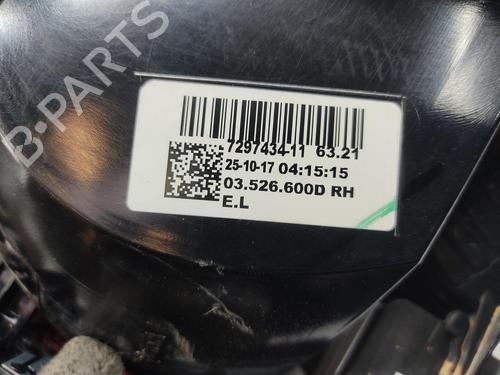 B-PARTS
7297434-11 63.21
25-10-17 04:15:15
03.526.600D RH
E.L